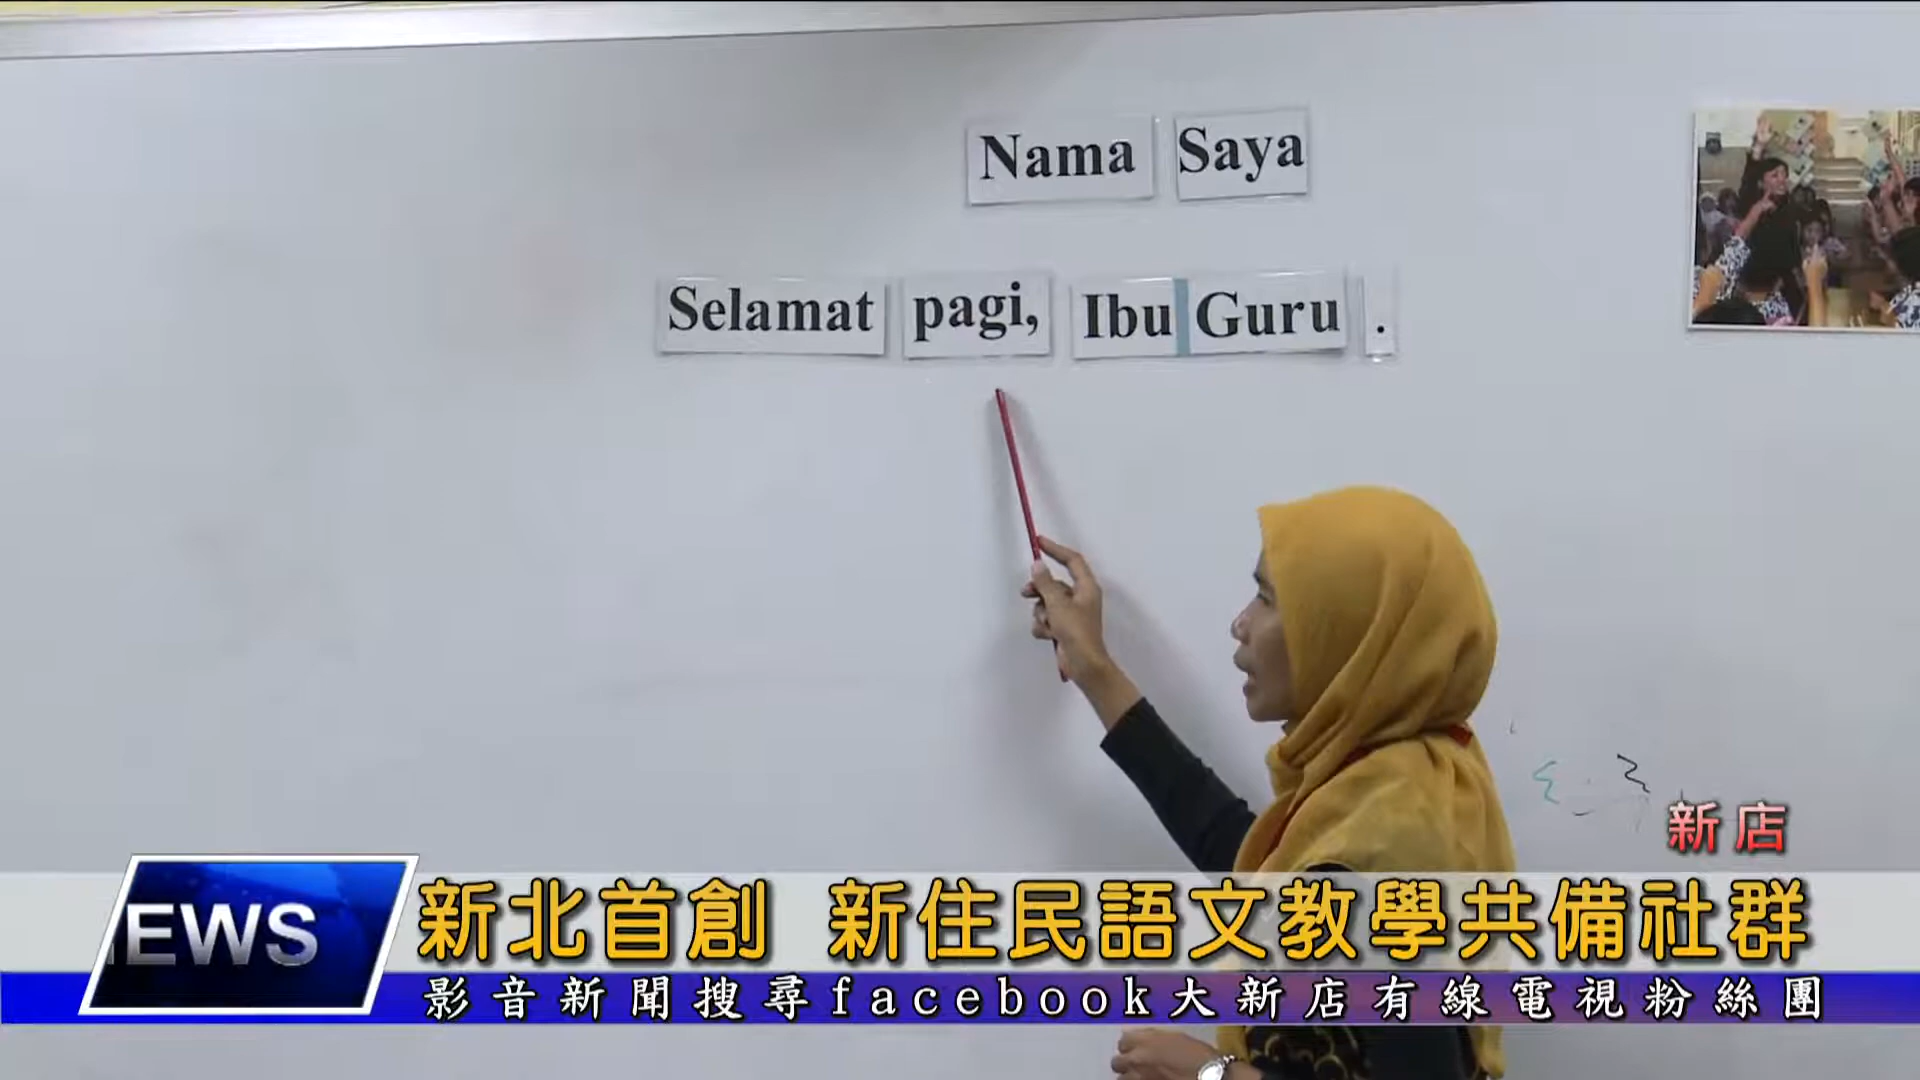 Nama Saya
Selamat pagi, Ibu Guru .
新店
EWS
新北首創 新住民語文教學共備社群
影音新聞搜尋facebook大新店有線電視粉絲團